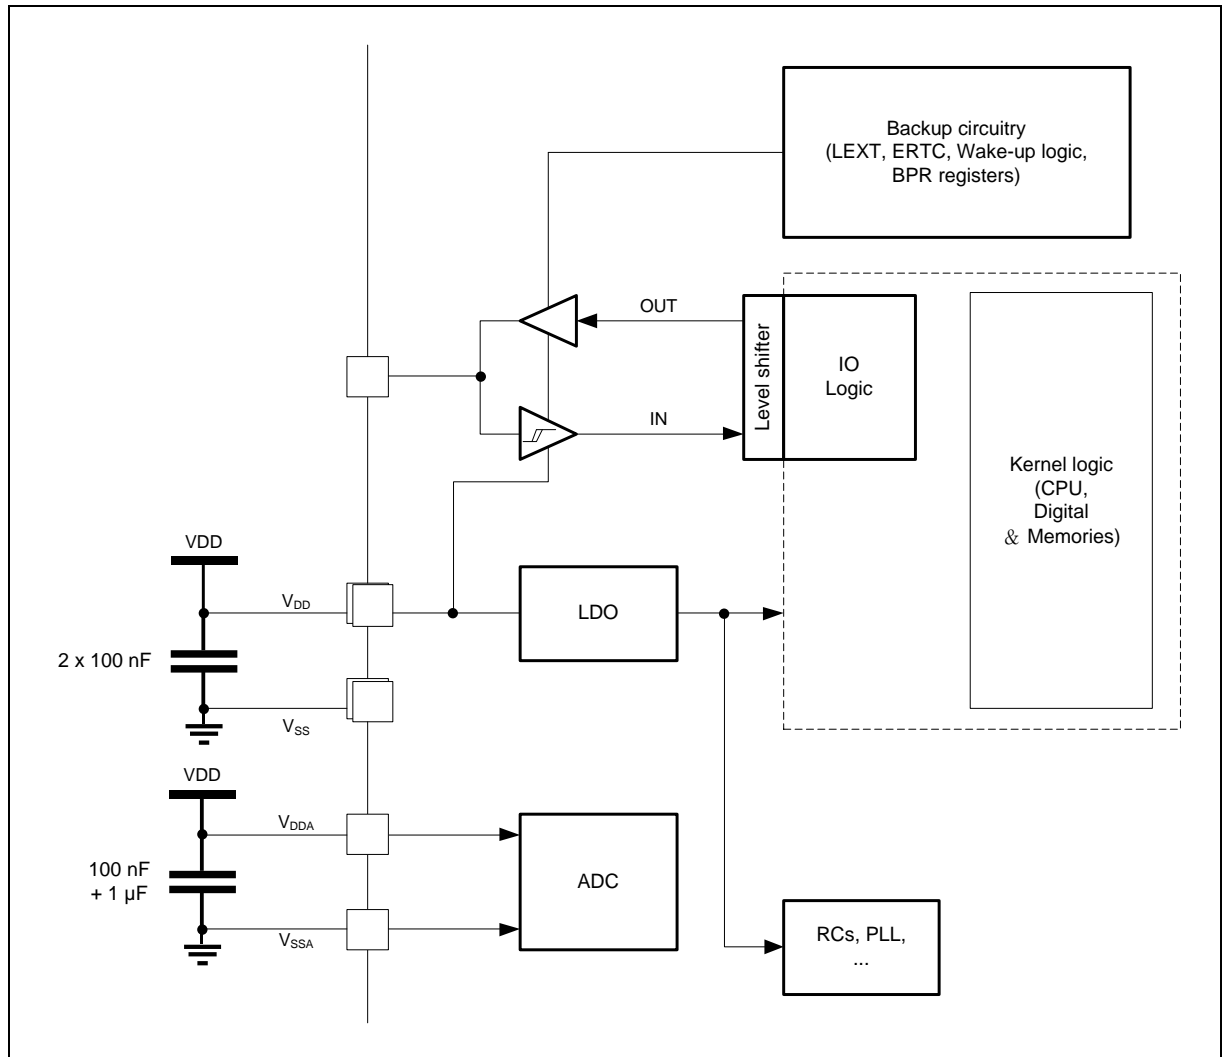 Backup circuitry
(LEXT, ERTC, Wake-up logic,
BPR registers)
OUT
Level shifter
IO
Logic
IN
Kernel logic
(CPU,
Digital
& Memories)
VDD
VDD
LDO
2 x 100 nF
VSS
VDD
VDDA
100 nF
+ 1 µF
ADC
VSSA
RCs, PLL,
...